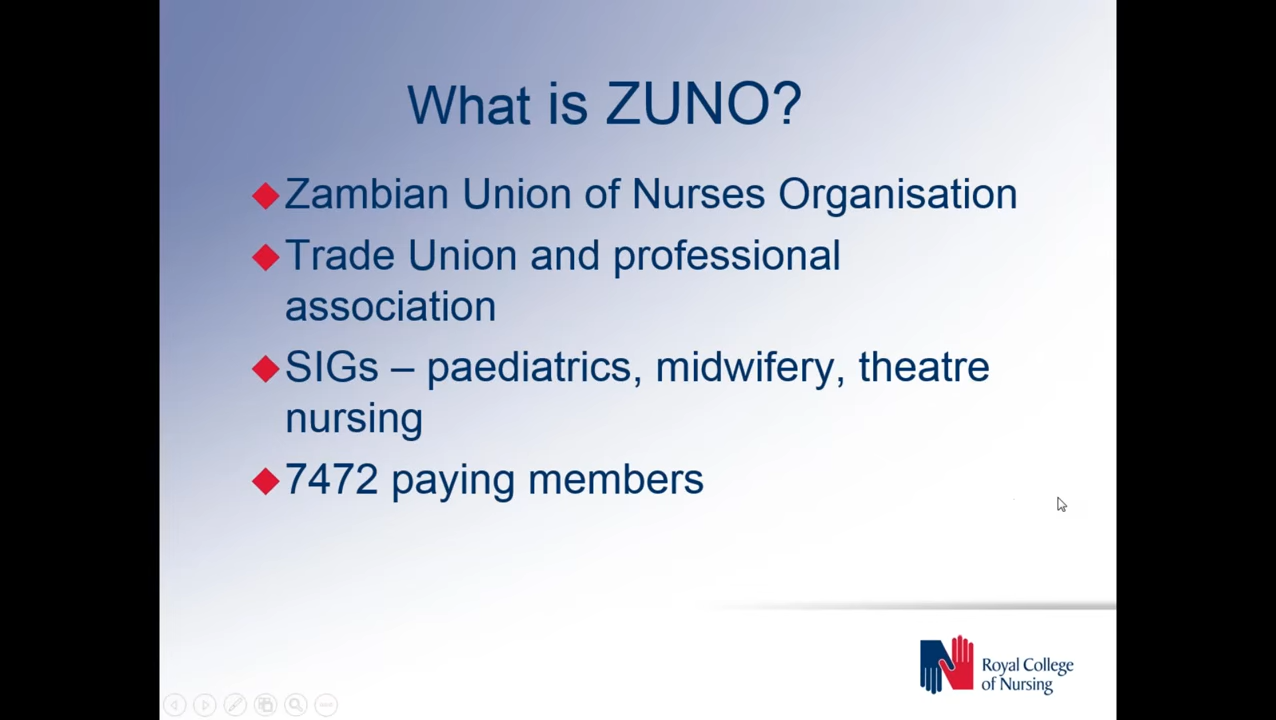 What is ZUNO?
Zambian Union of Nurses Organisation
Trade Union and professional
association
SIGs – paediatrics, midwifery, theatre
nursing
7472 paying members
Royal College
of Nursing